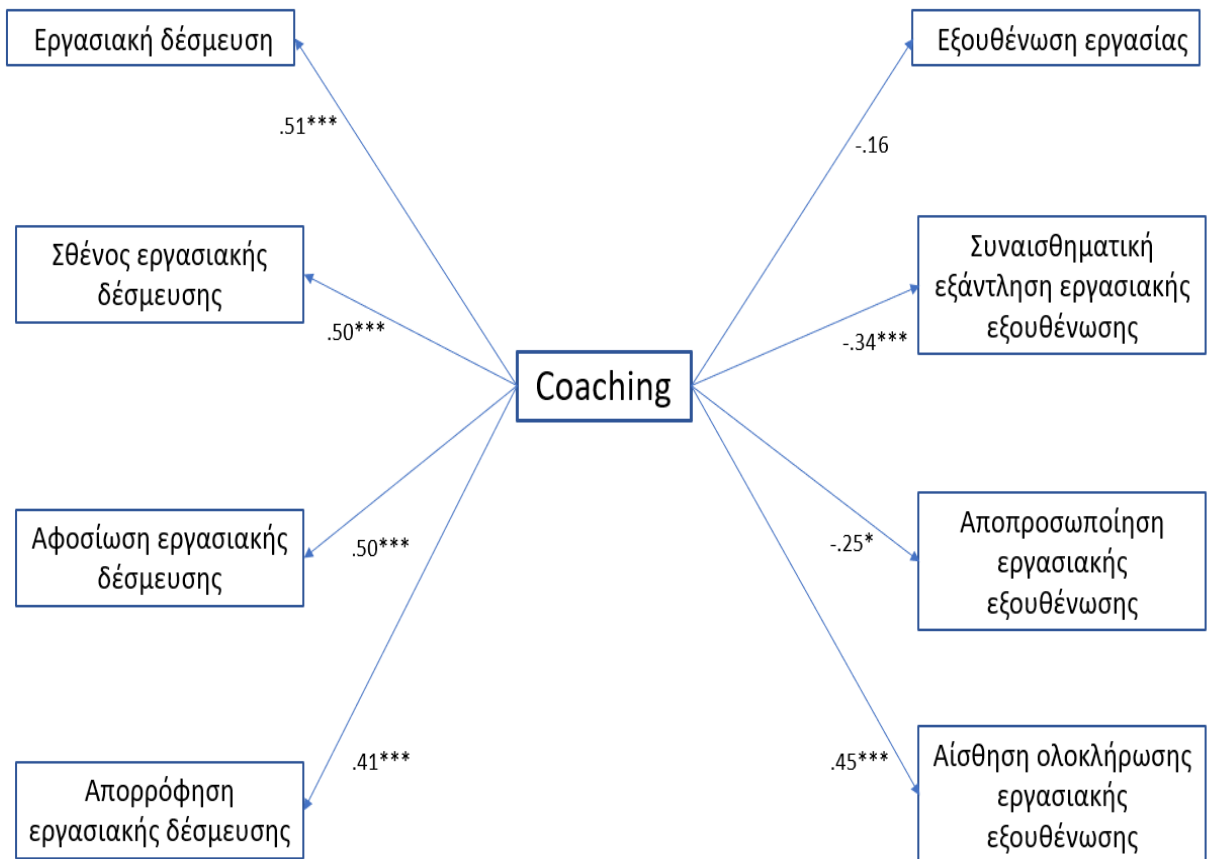 Εργασιακή δέσμευση
Εξουθένωση εργασίας
.51***
-.16
Σθένος εργασιακής
δέσμευσης
Συναισθηματική
εξάντληση εργασιακής
εξουθένωσης
.50***
-.34***
Coaching
Αφοσίωση εργασιακής
δέσμευσης
.50***
-.25*
Αποπροσωποίηση
εργασιακής
εξουθένωσης
.41***
.45***
Απορρόφηση
εργασιακής δέσμευσης
Αίσθηση ολοκλήρωσης
εργασιακής
εξουθένωσης